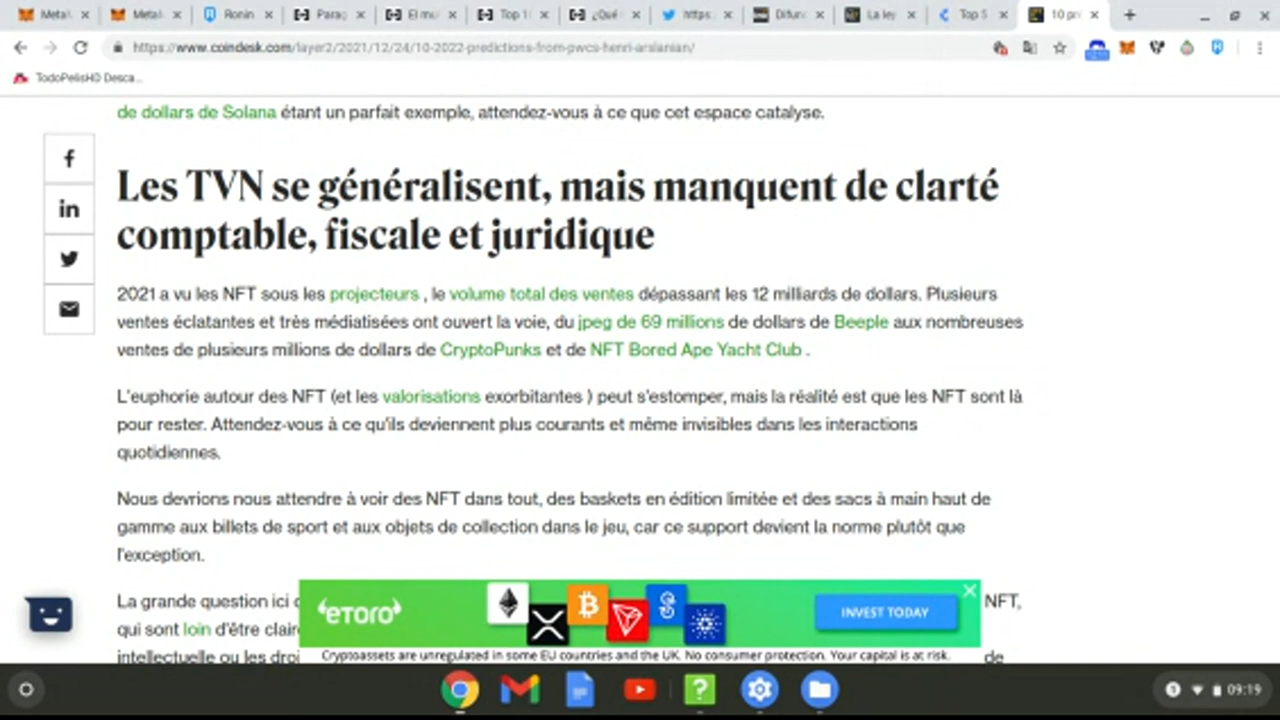 Meta
Metal
Ronin
Parag
El mu
Top 1
¿Qué
https:
Difun
La ley
Top 5
10 pr
https://www.coindesk.com/layer2/2021/12/24/10-2022-predictions-from-pwcs-henri-arslanian/
TodoPelisHD Desca...
de dollars de Solana étant un parfait exemple, attendez-vous à ce que cet espace catalyse.
Les TVN se généralisent, mais manquent de clarté
comptable, fiscale et juridique
2021 a vu les NFT sous les projecteurs , le volume total des ventes dépassant les 12 milliards de dollars. Plusieurs
ventes éclatantes et très médiatisées ont ouvert la voie, du jpeg de 69 millions de dollars de Beeple aux nombreuses
ventes de plusieurs millions de dollars de CryptoPunks et de NFT Bored Ape Yacht Club .
L'euphorie autour des NFT (et les valorisations exorbitantes ) peut s'estomper, mais la réalité est que les NFT sont là
pour rester. Attendez-vous à ce qu'ils deviennent plus courants et même invisibles dans les interactions
quotidiennes.
Nous devrions nous attendre à voir des NFT dans tout, des baskets en édition limitée et des sacs à main haut de
gamme aux billets de sport et aux objets de collection dans le jeu, car ce support devient la norme plutôt que
l'exception.
La grande question ici NFT,
qui sont loin d'être clair
intellectuelle ou les droi de
eTORO
INVEST TODAY
Cryptoassets are unregulated in some EU countries and the UK. No consumer protection. Your capital is at risk.
09:19